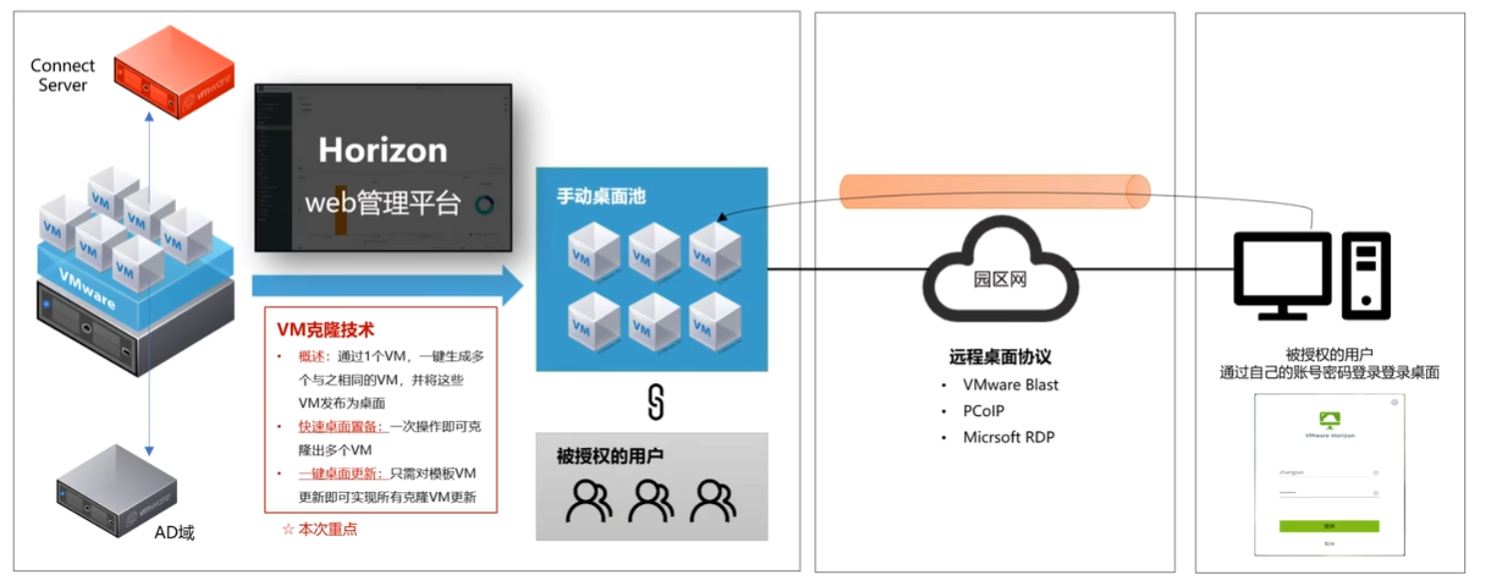 Connect
Server
vmware
VM
VM
VM
VM
VM
VM
VMware
vmware
AD域
Horizon
web管理平台
VM克隆技术
• 概述：通过1个VM，一键生成多
个与之相同的VM，并将这些
VM发布为桌面
• 快速桌面置备：一次操作即可克
隆出多个VM
• 一键桌面更新：只需对模板VM
更新即可实现所有克隆VM更新
☆ 本次重点
手动桌面池
VM
VM
VM
VM
VM
VM
被授权的用户
园区网
远程桌面协议
• VMware Blast
• PCoIP
• Micrsoft RDP
被授权的用户
通过自己的账号密码登录登录桌面
VMware Horizon
zhangsan
登录
取消